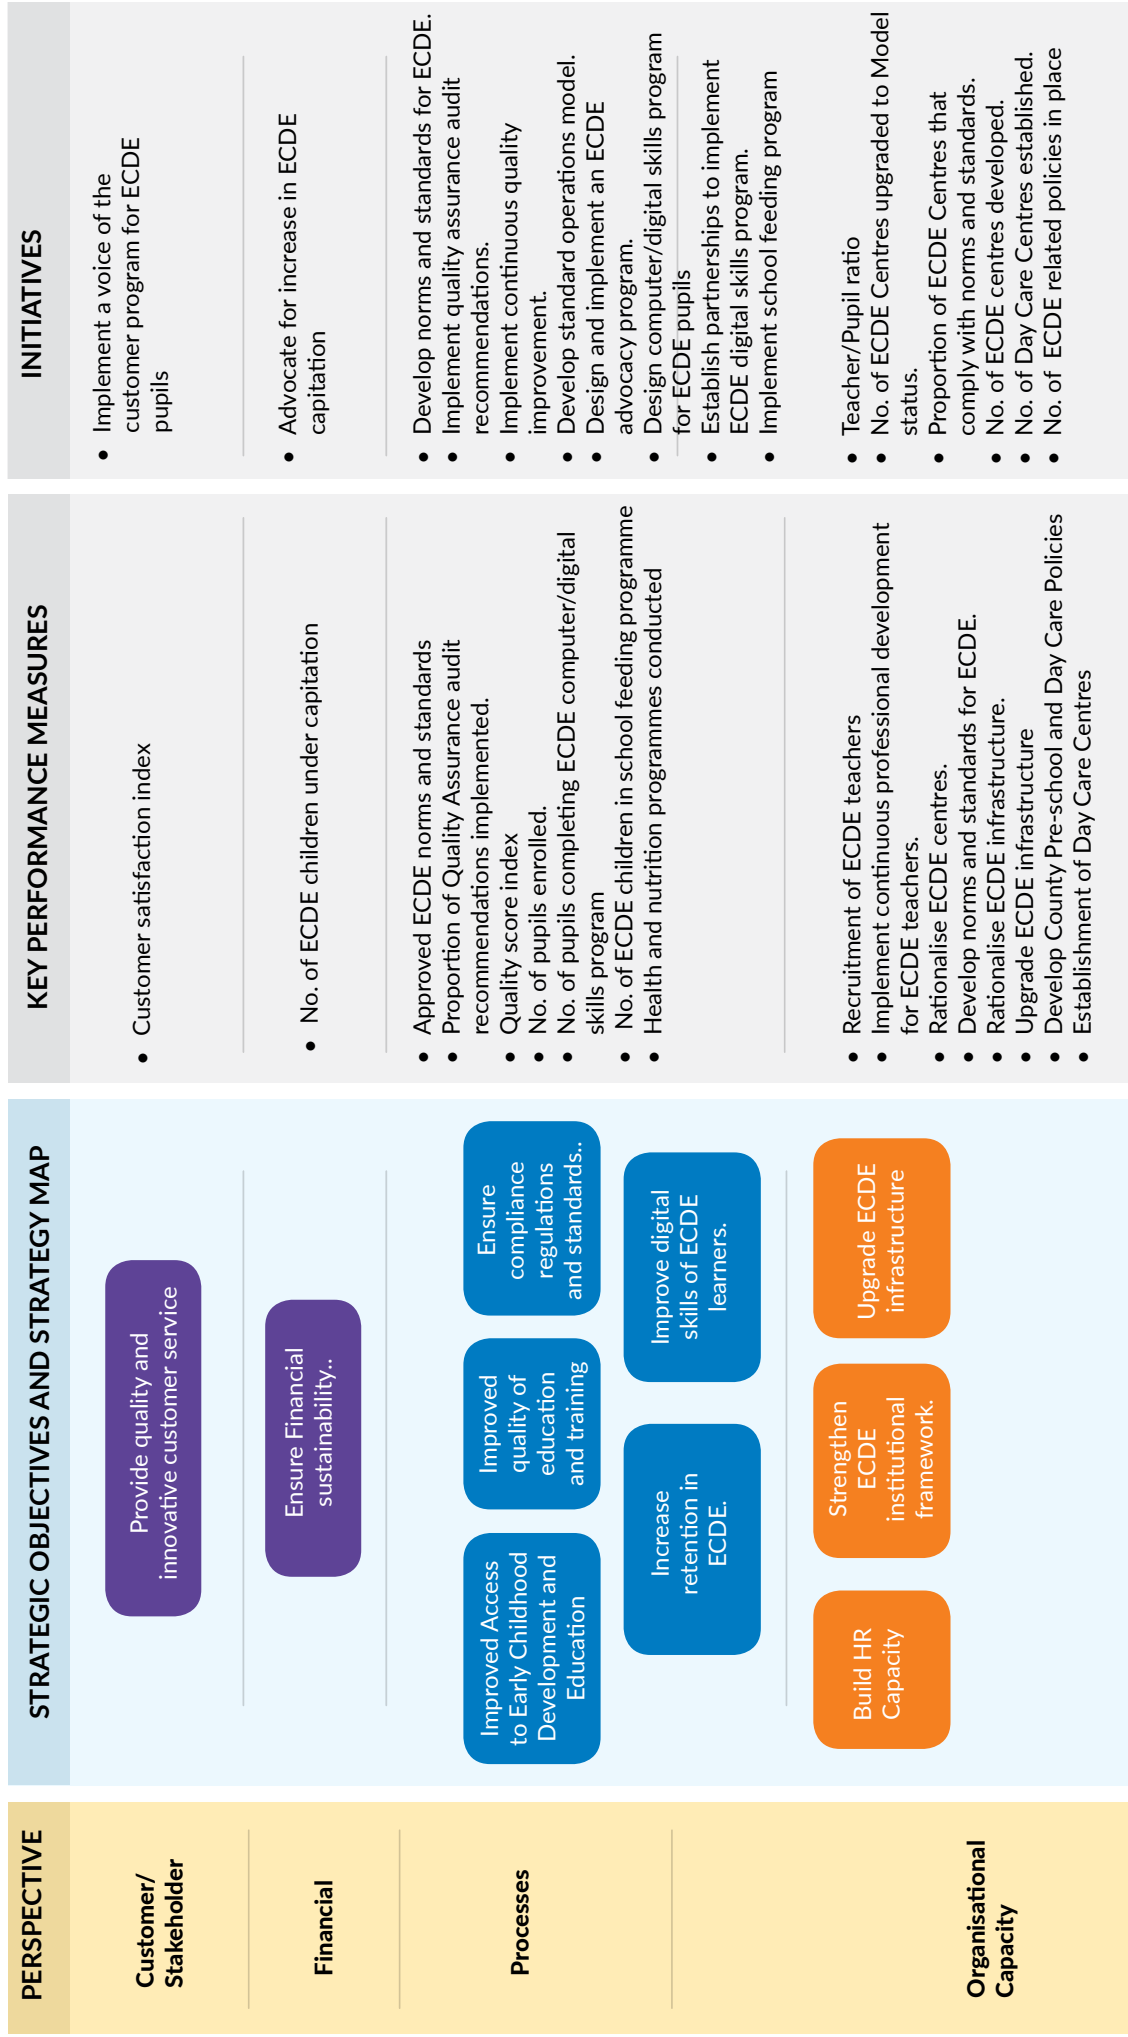 PERSPECTIVE
STRATEGIC OBJECTIVES AND STRATEGY MAP
KEY PERFORMANCE MEASURES
INITIATIVES
Customer/
Stakeholder
Provide quality and
innovative customer service
• Customer satisfaction index
• Implement a voice of the
customer program for ECDE
pupils
Financial
Ensure Financial
sustainability..
• No. of ECDE children under capitation
• Advocate for increase in ECDE
capitation
Processes
Improved Access
to Early Childhood
Development and
Education
Improved
quality of
education
and training
Ensure
compliance
regulations
and standards..
Increase
retention in
ECDE.
Improve digital
skills of ECDE
learners.
• Approved ECDE norms and standards
• Proportion of Quality Assurance audit
recommendations implemented.
• Quality score index
• No. of pupils enrolled.
• No. of pupils completing ECDE computer/digital
skills program
• No. of ECDE children in school feeding programme
• Health and nutrition programmes conducted
• Develop norms and standards for ECDE.
• Implement quality assurance audit
recommendations.
• Implement continuous quality
improvement.
• Develop standard operations model.
• Design and implement an ECDE
advocacy program.
• Design computer/digital skills program
for ECDE pupils
• Establish partnerships to implement
ECDE digital skills program.
• Implement school feeding program
Organisational
Capacity
Build HR
Capacity
Strengthen
ECDE
institutional
framework.
Upgrade ECDE
infrastructure
• Recruitment of ECDE teachers
• Implement continuous professional development
for ECDE teachers.
• Rationalise ECDE centres.
• Develop norms and standards for ECDE.
• Rationalise ECDE infrastructure.
• Upgrade ECDE infrastructure
• Develop County Pre-school and Day Care Policies
• Establishment of Day Care Centres
• Teacher/Pupil ratio
• No. of ECDE Centres upgraded to Model
status.
• Proportion of ECDE Centres that
comply with norms and standards.
• No. of ECDE centres developed.
• No. of Day Care Centres established.
• No. of ECDE related policies in place